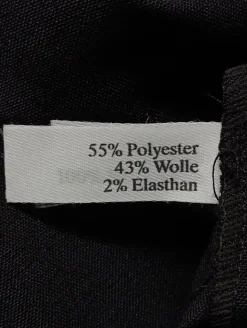 55% Polyester
43% Wolle
2% Elasthan